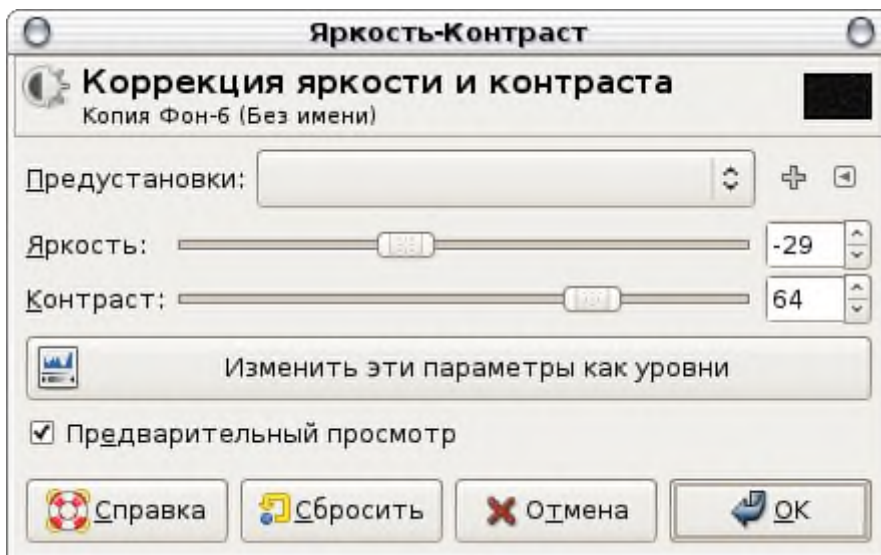 Яркость-Контраст
Коррекция яркости и контраста
Копия Фон-6 (Без имени)
Предустановки:
Яркость: -29
Контраст: 64
Изменить эти параметры как уровни
Предварительный просмотр
Справка Сбросить Отмена OK